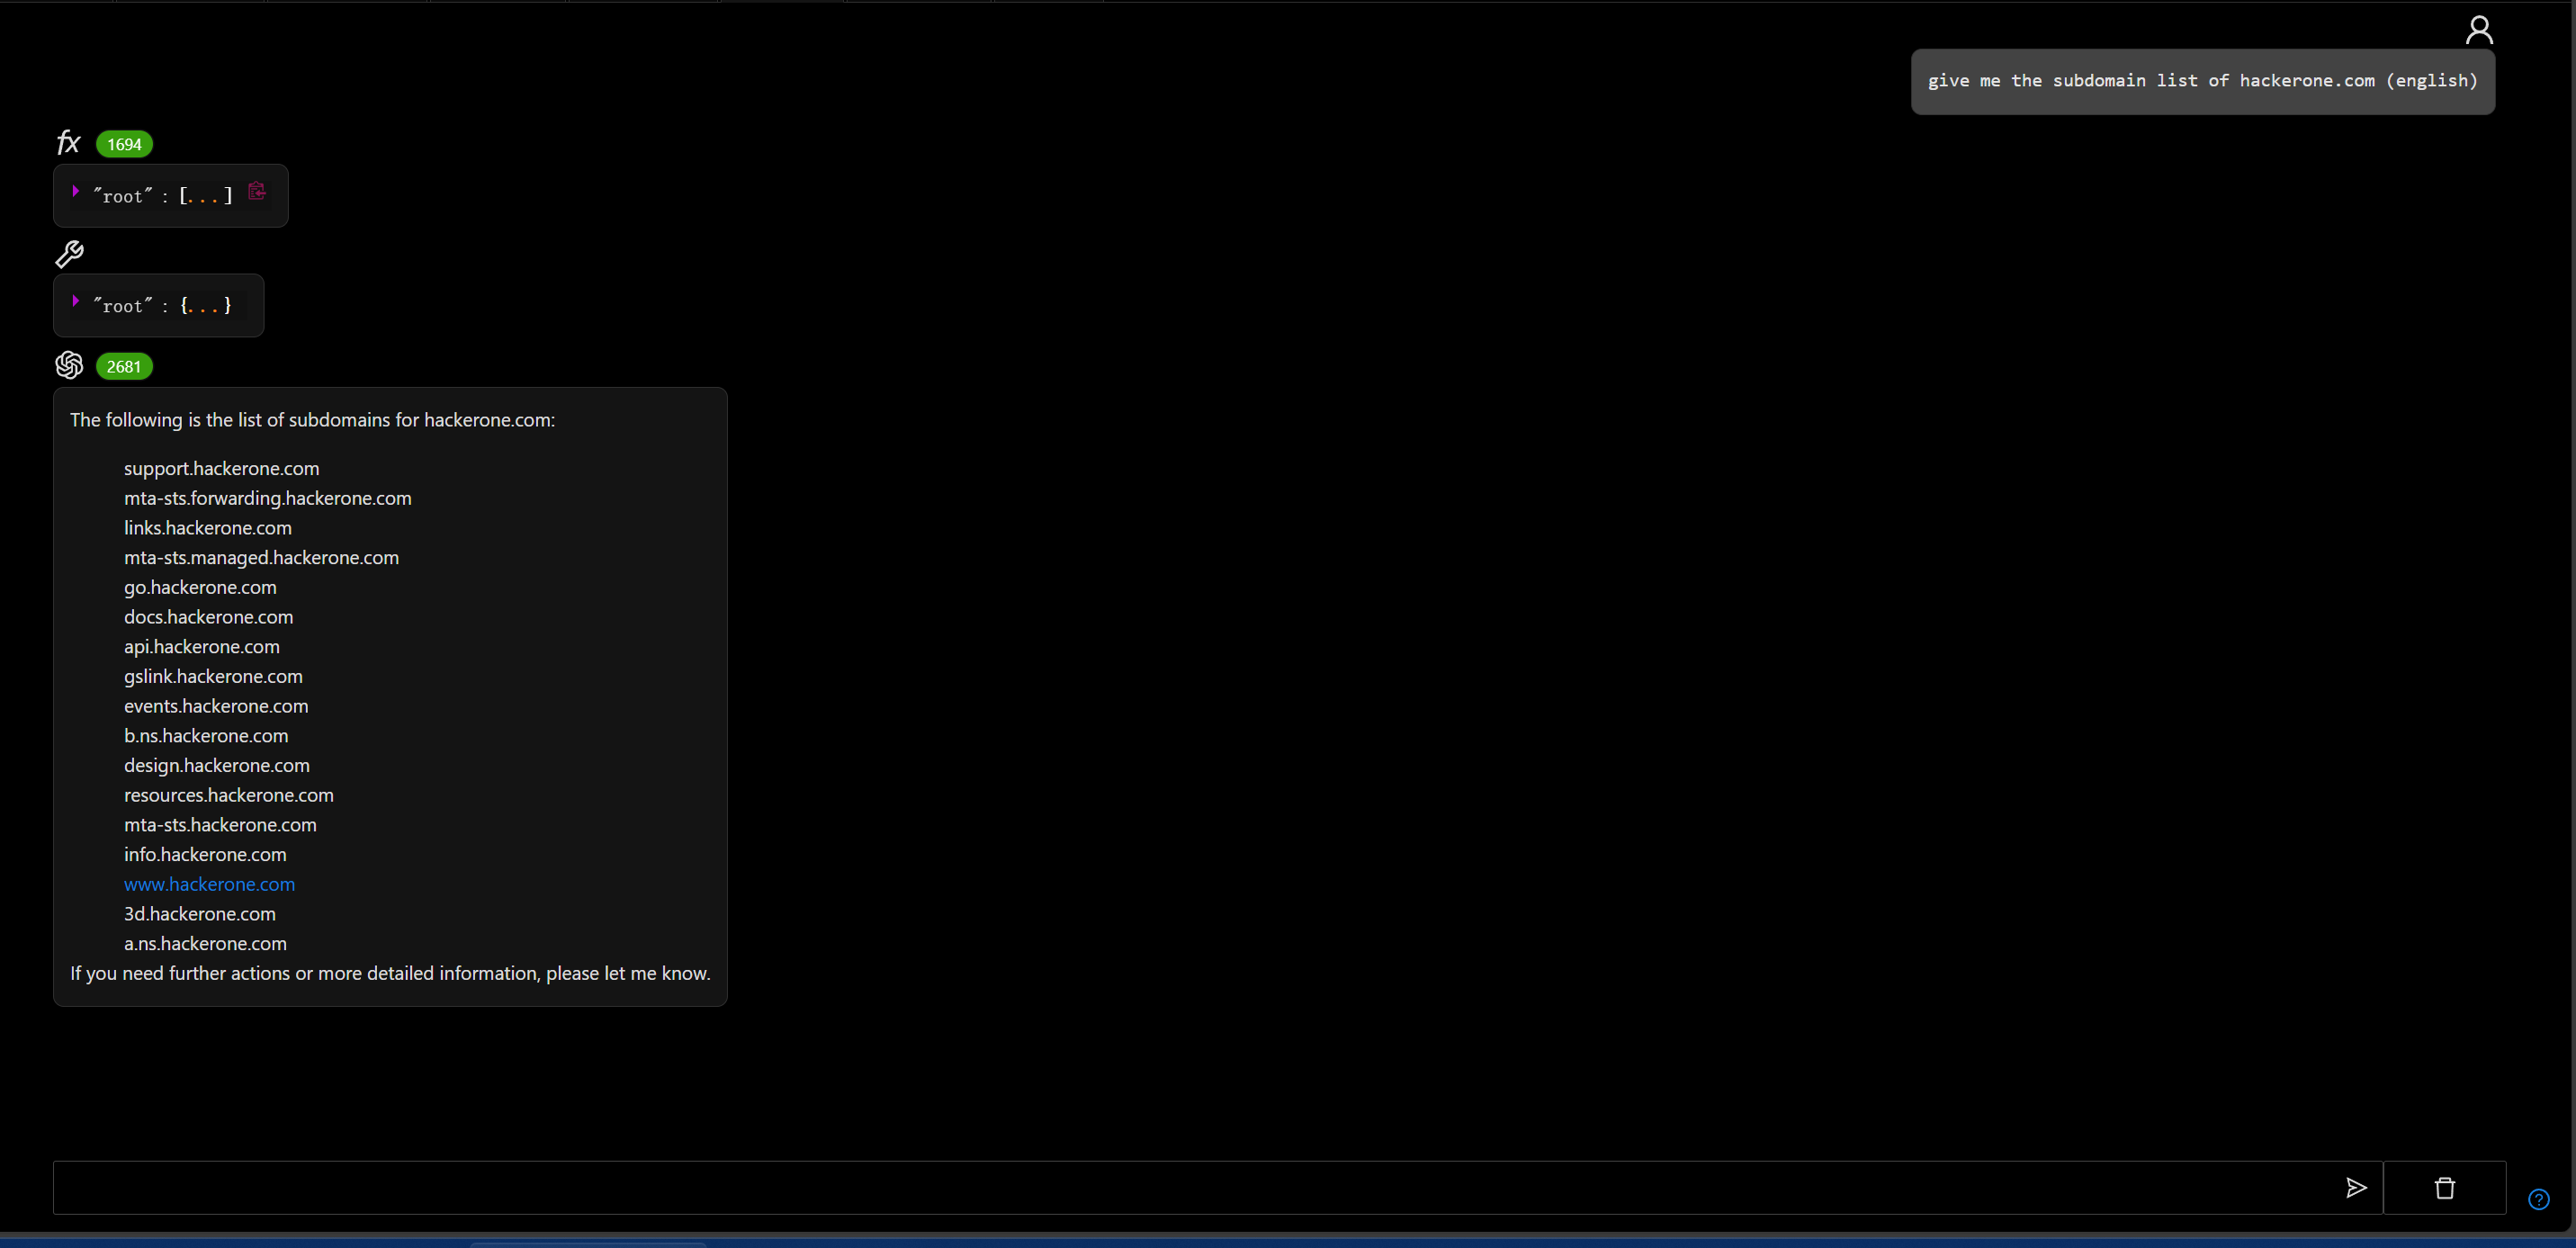 give me the subdomain list of hackerone.com (english)
fx 1694
"root" : [...]
"root" : {...}
2681
The following is the list of subdomains for hackerone.com:
support.hackerone.com
mta-sts.forwarding.hackerone.com
links.hackerone.com
mta-sts.managed.hackerone.com
go.hackerone.com
docs.hackerone.com
api.hackerone.com
gslink.hackerone.com
events.hackerone.com
b.ns.hackerone.com
design.hackerone.com
resources.hackerone.com
mta-sts.hackerone.com
info.hackerone.com
www.hackerone.com
3d.hackerone.com
a.ns.hackerone.com
If you need further actions or more detailed information, please let me know.
?